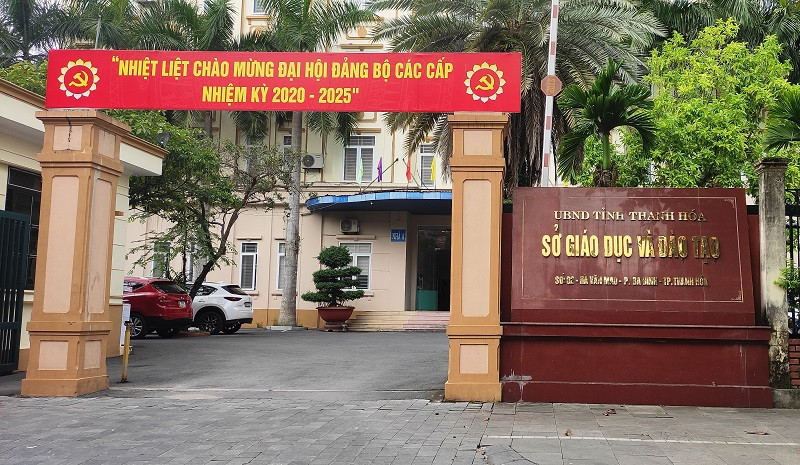 "NHIỆT LIỆT CHÀO MỪNG ĐẠI HỘI ĐẢNG BỘ CÁC CẤP
NHIỆM KỲ 2020 - 2025"
NHÀ A
UBND TỈNH THANH HÓA
SỞ GIÁO DỤC VÀ ĐÀO TẠO
SỐ: 02 - HÀ VĂN MAO - P. BA ĐÌNH - TP.THANH HÓA